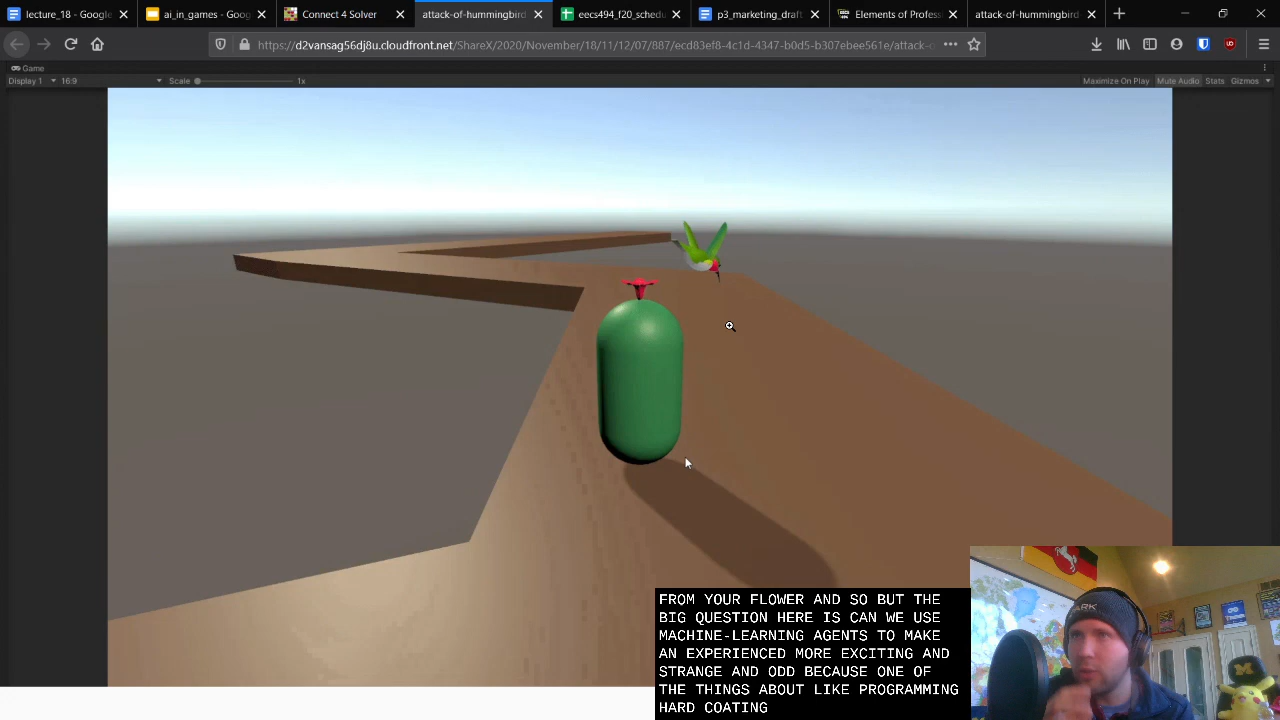 lecture_18 - Google
ai_in_games - Goog
Connect 4 Solver
attack-of-hummingbird
eecs494_f20_schedu
p3_marketing_draft
Elements of Profess
attack-of-hummingbird
https://d2vansag56dj8u.cloudfront.net/ShareX/2020/November/18/11/12/07/887/ecd83ef8-4c1d-4347-b0d5-b307ebee561e/attack-o
Game
Display 1
16:9
Scale
1x
Maximize On Play
Mute Audio
Stats
Gizmos
FROM YOUR FLOWER AND SO BUT THE
BIG QUESTION HERE IS CAN WE USE
MACHINE-LEARNING AGENTS TO MAKE
AN EXPERIENCED MORE EXCITING AND
STRANGE AND ODD BECAUSE ONE OF
THE THINGS ABOUT LIKE PROGRAMMING
HARD COATING
M